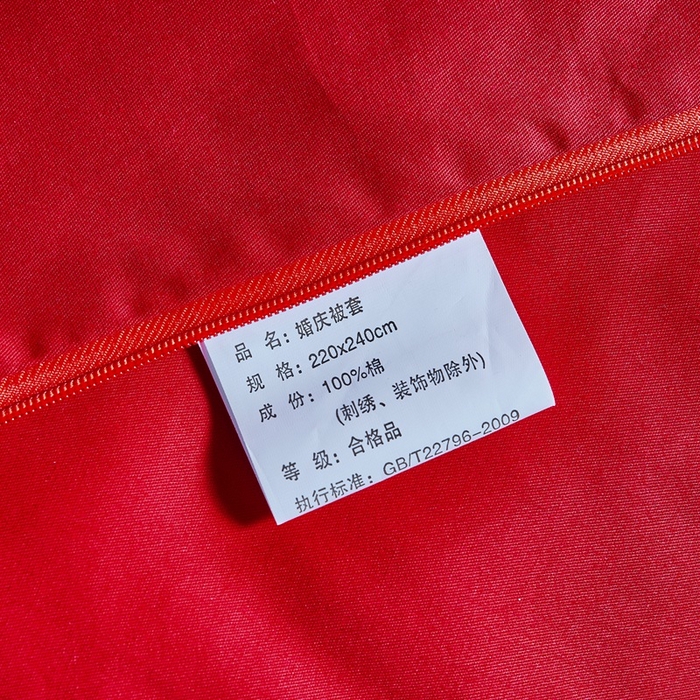 品 名：婚庆被套
规 格：220x240cm
成 份：100%棉
(刺绣、装饰物除外)
等 级：合格品
执行标准：GB/T22796-2009